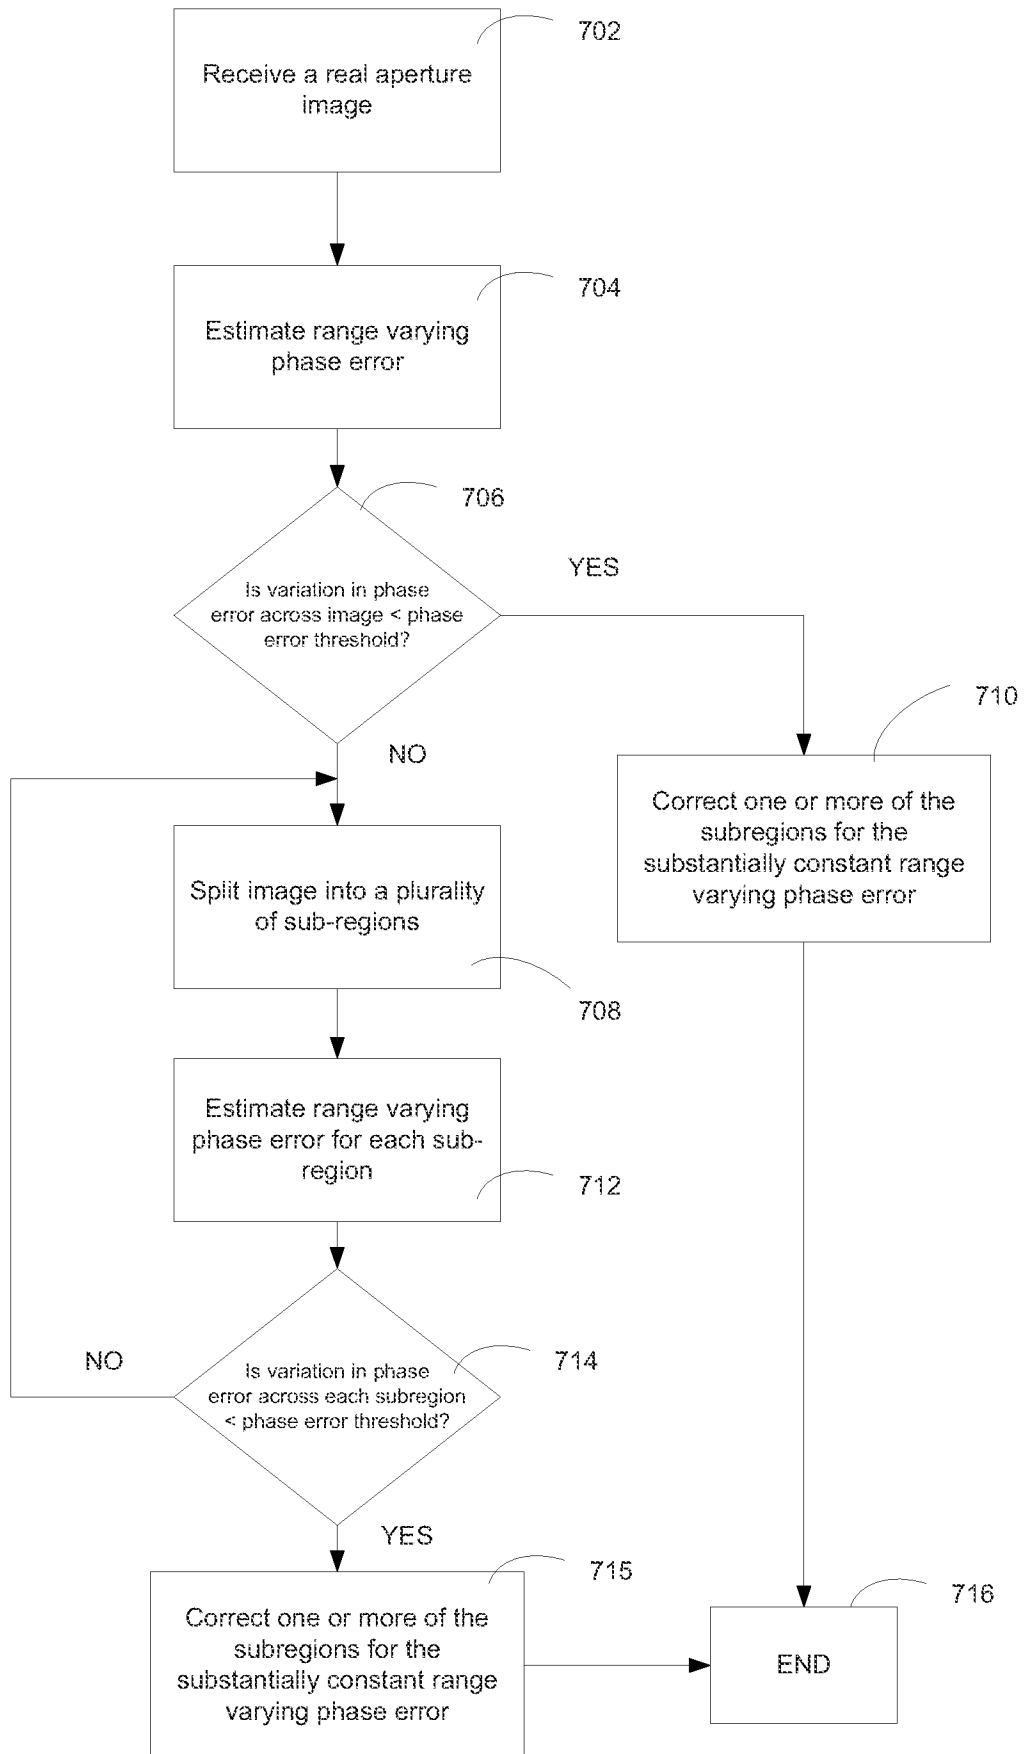 702
Receive a real aperture
image
704
Estimate range varying
phase error
706
Is variation in phase
error across image < phase
error threshold?
YES
NO
710
Correct one or more of the
subregions for the
substantially constant range
varying phase error
Split image into a plurality
of sub-regions
708
Estimate range varying
phase error for each sub-
region
712
NO
714
Is variation in phase
error across each subregion
< phase error threshold?
YES
715
Correct one or more of the
subregions for the
substantially constant range
varying phase error
716
END